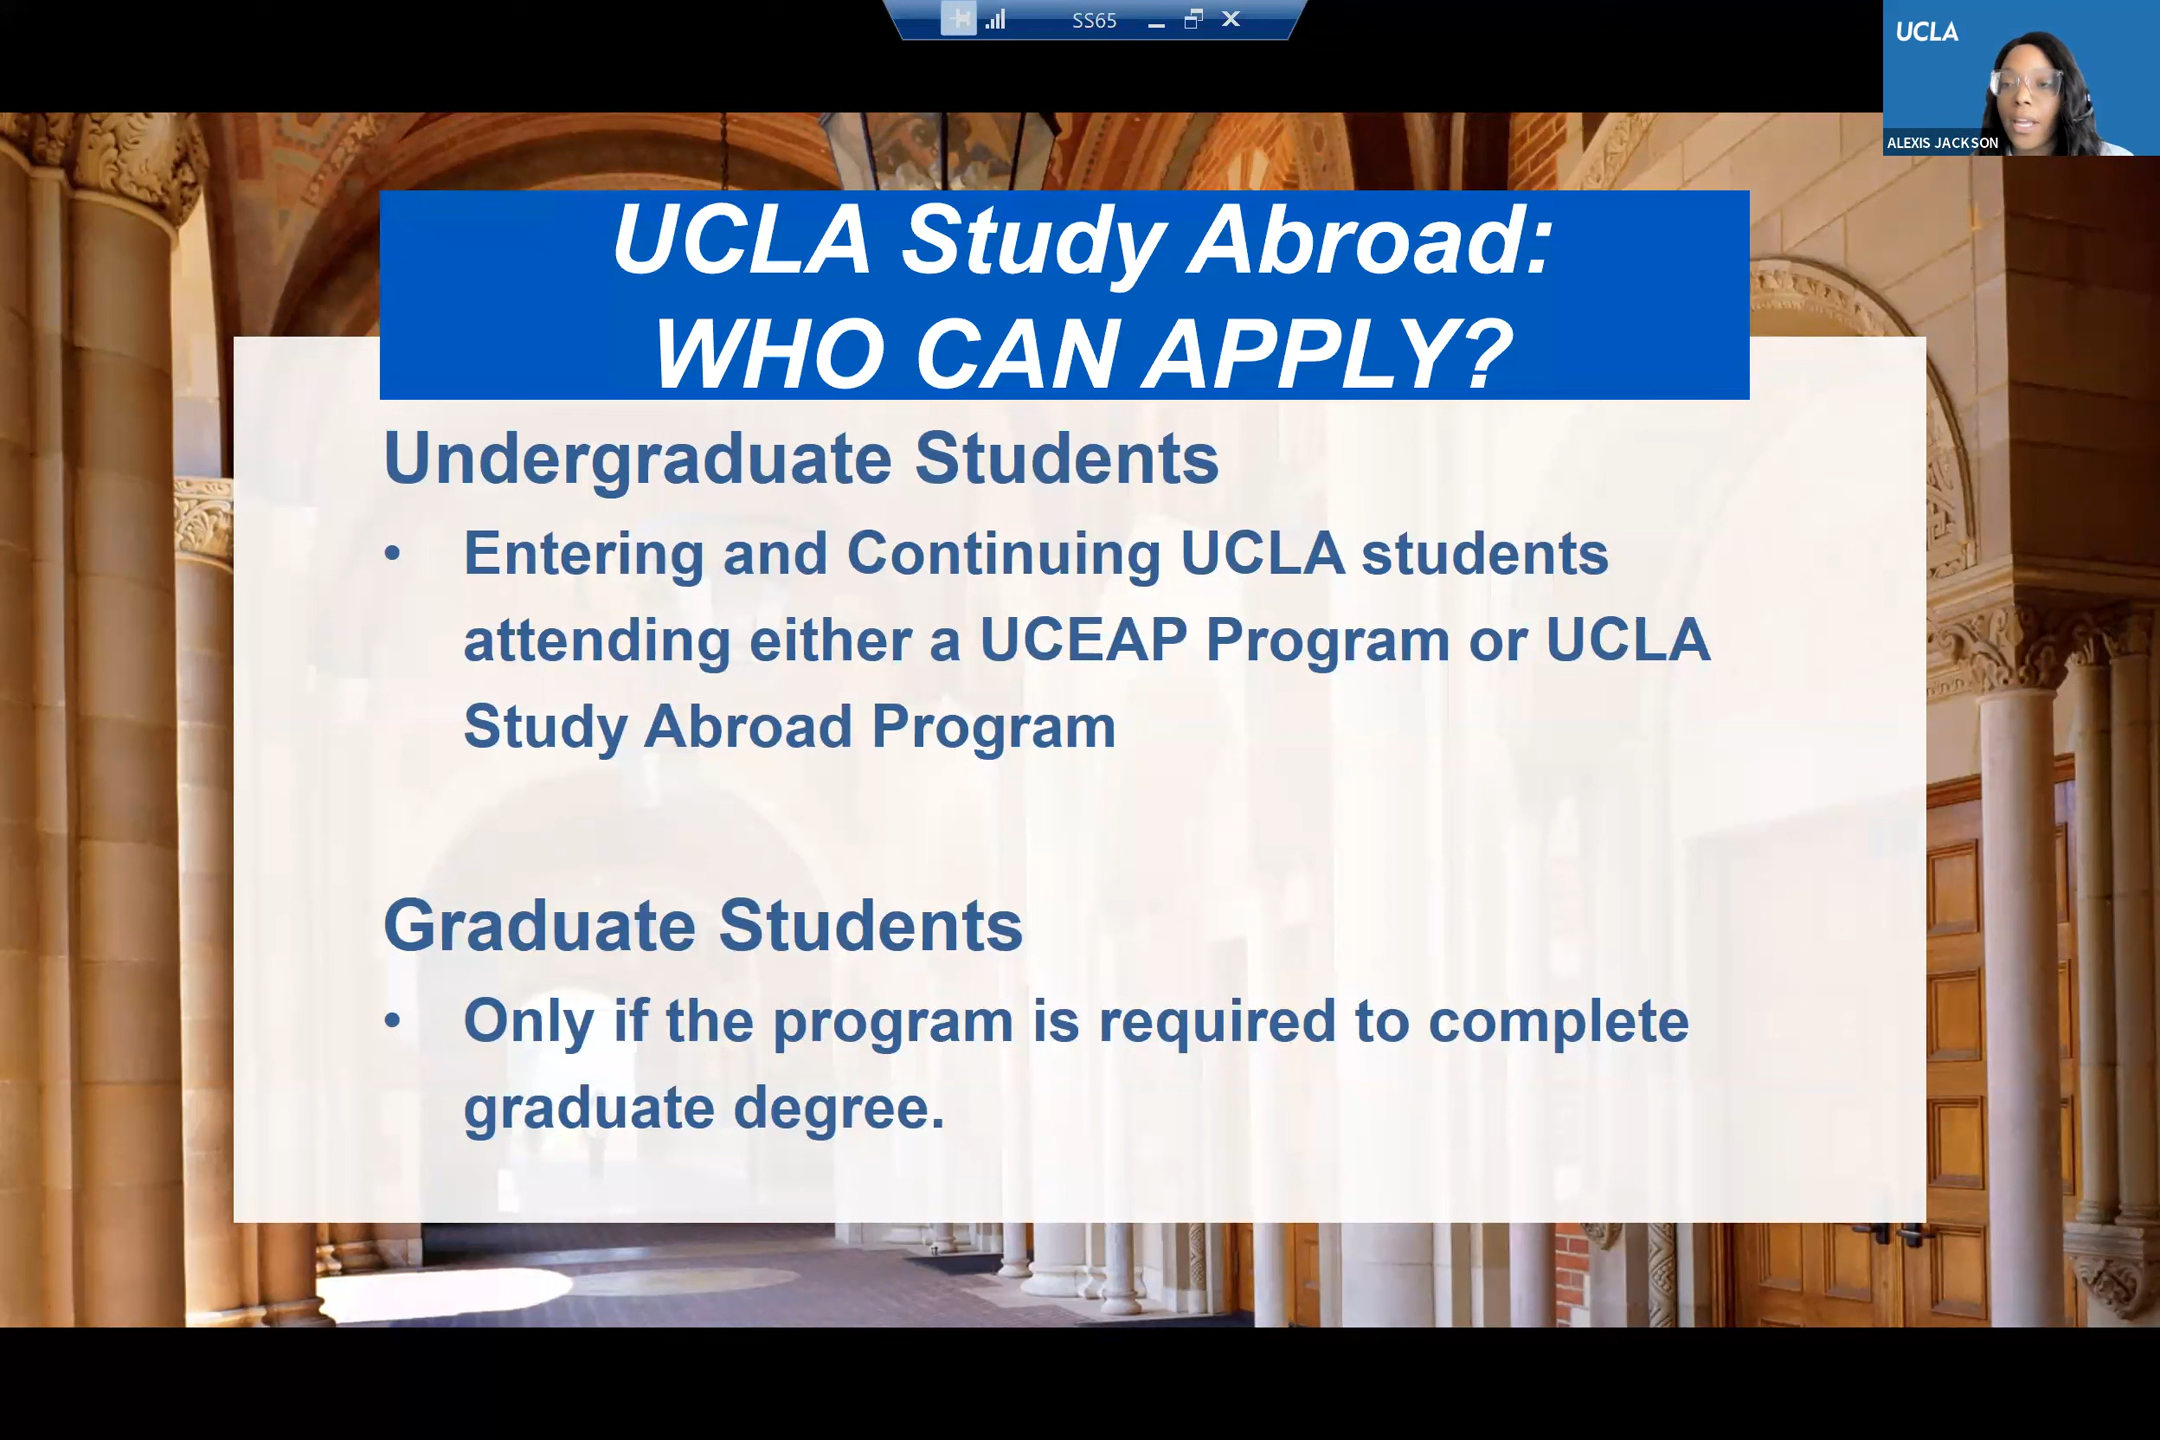 SS65
UCLA
ALEXIS JACKSON
UCLA Study Abroad:
WHO CAN APPLY?
Undergraduate Students
• Entering and Continuing UCLA students
attending either a UCEAP Program or UCLA
Study Abroad Program
Graduate Students
• Only if the program is required to complete
graduate degree.